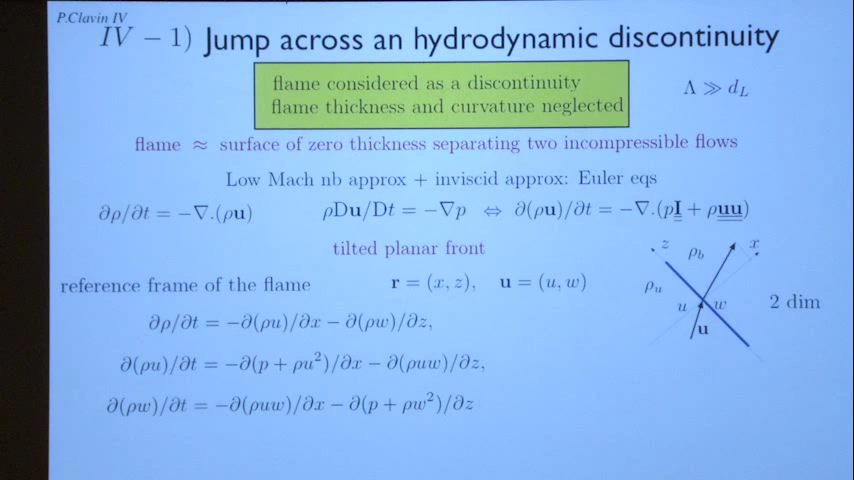 P.Clavin IV
IV − 1) Jump across an hydrodynamic discontinuity
flame considered as a discontinuity
flame thickness and curvature neglected
Λ ≫ d_L
flame ≈ surface of zero thickness separating two incompressible flows
Low Mach nb approx + inviscid approx: Euler eqs
∂ρ/∂t = −∇.(ρu) ρDu/Dt = −∇p ⇔ ∂(ρu)/∂t = −∇.(pI + ρuu)
tilted planar front
reference frame of the flame r = (x, z), u = (u, w)
z ρ_b x
ρ_u
u w 2 dim
u
∂ρ/∂t = −∂(ρu)/∂x − ∂(ρw)/∂z,
∂(ρu)/∂t = −∂(p + ρu²)/∂x − ∂(ρuw)/∂z,
∂(ρw)/∂t = −∂(ρuw)/∂x − ∂(p + ρw²)/∂z